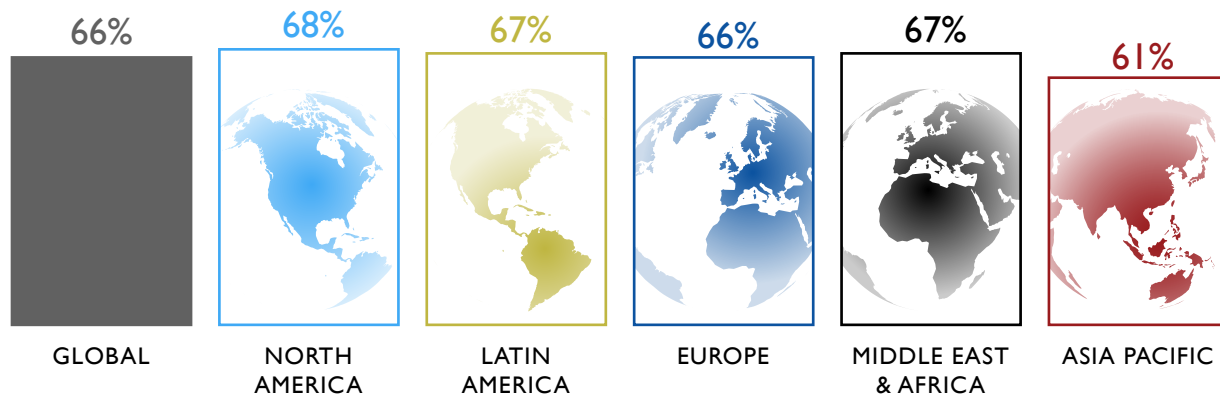 66%
68%
67%
66%
67%
61%
GLOBAL
NORTH
AMERICA
LATIN
AMERICA
EUROPE
MIDDLE EAST
& AFRICA
ASIA PACIFIC